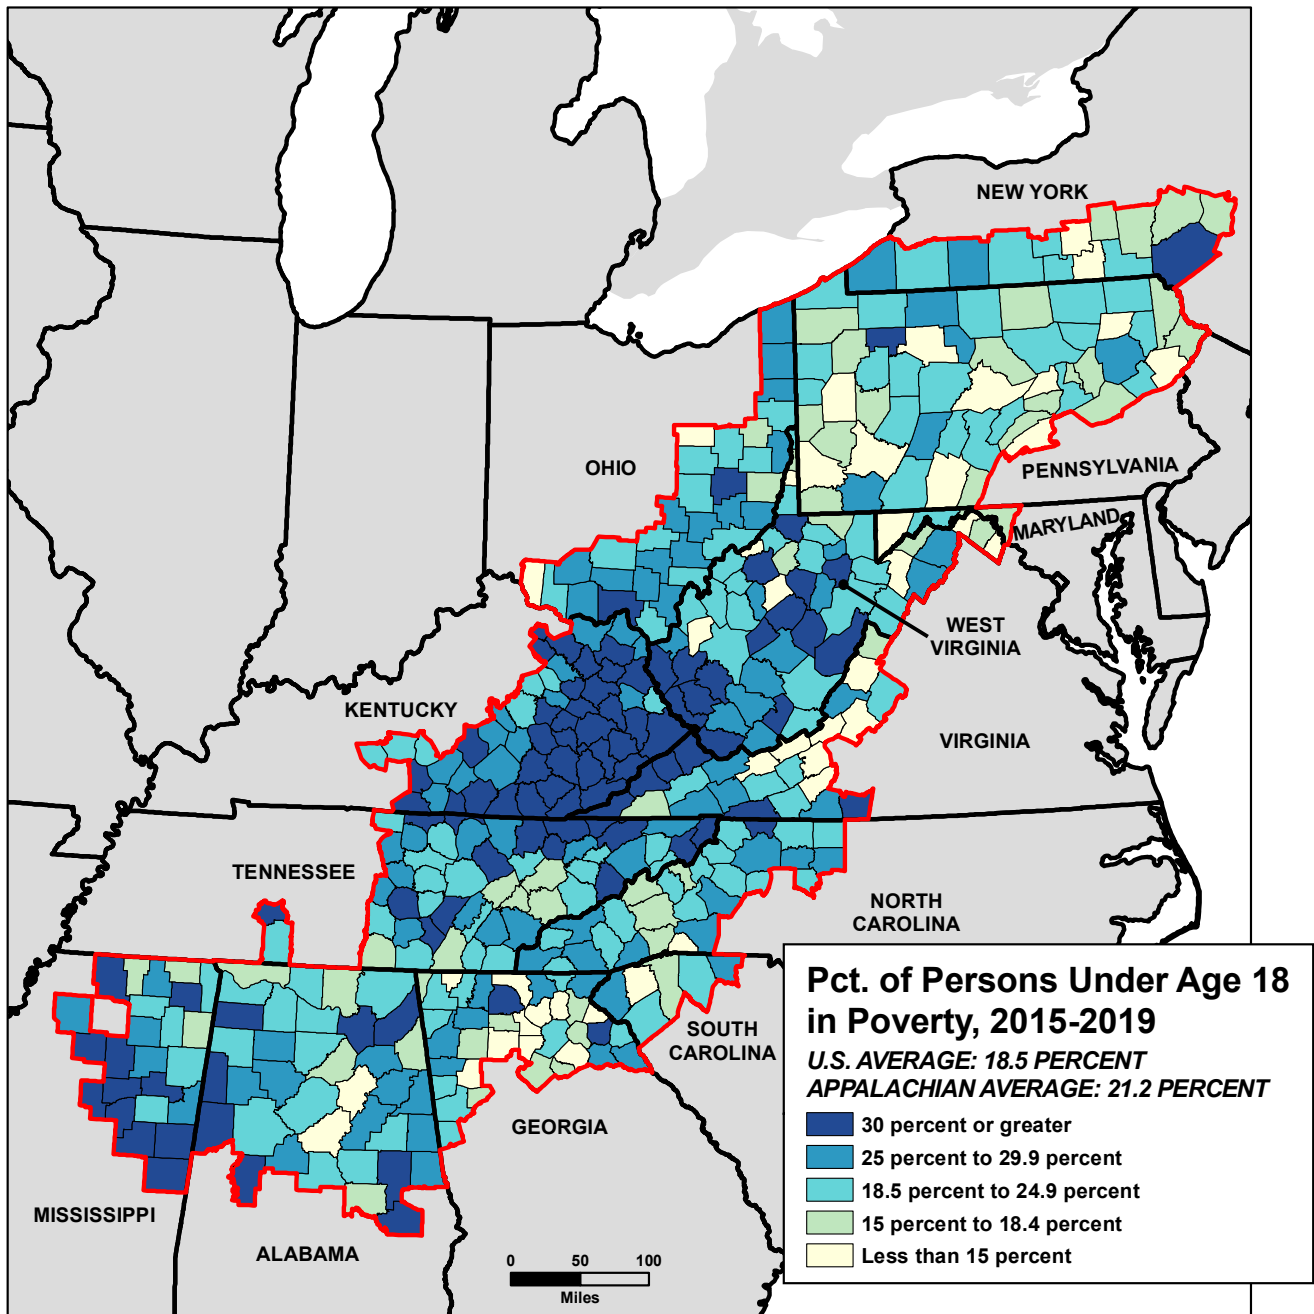 NEW YORK
OHIO
PENNSYLVANIA
MARYLAND
WEST
VIRGINIA
KENTUCKY
VIRGINIA
TENNESSEE
NORTH
CAROLINA
SOUTH
CAROLINA
GEORGIA
MISSISSIPPI
ALABAMA
0 50 100
Miles
Pct. of Persons Under Age 18
in Poverty, 2015-2019
U.S. AVERAGE: 18.5 PERCENT
APPALACHIAN AVERAGE: 21.2 PERCENT
30 percent or greater
25 percent to 29.9 percent
18.5 percent to 24.9 percent
15 percent to 18.4 percent
Less than 15 percent